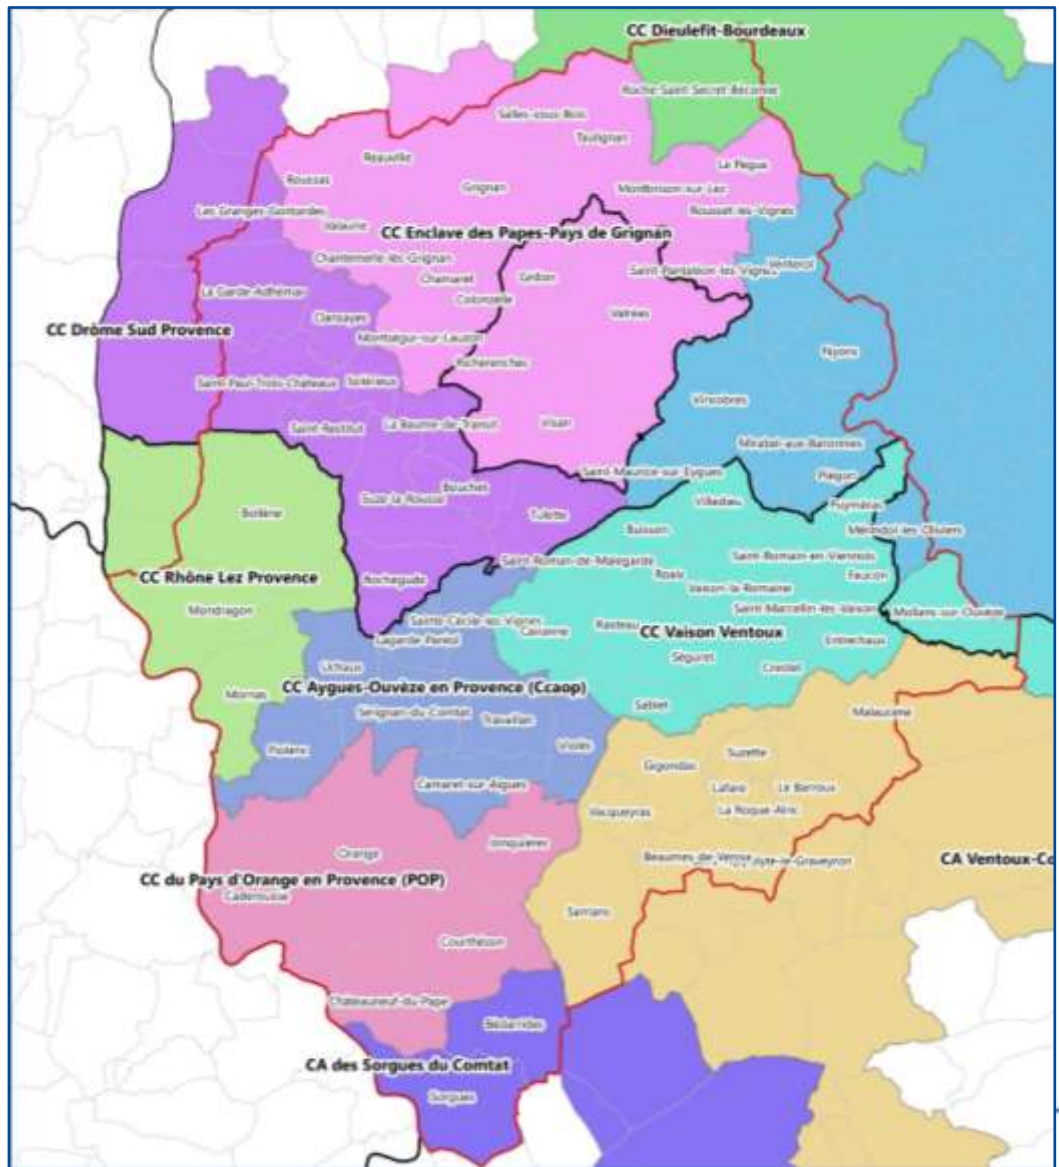 CC Dieulefit-Bourdeaux
Roche-Saint-Secret-Béconne
Salles-sous-Bois
Taulignan
Réauville
Le Pègue
Roussas
Grignan
Montbrison-sur-Lez
Les Granges-Gontardes
Rousset-les-Vignes
Valaurie
CC Enclave des Papes-Pays de Grignan
Chantemerle-lès-Grignan
Saint-Pantaléon-les-Vignes
Venterol
Chamaret
Grillon
La Garde-Adhémar
Colonzelle
Clansayes
Valréas
CC Drôme Sud Provence
Montségur-sur-Lauzon
Nyons
Richerenches
Saint-Paul-Trois-Châteaux
Solérieux
Vinsobres
Saint-Restitut
La Baume-de-Transit
Visan
Mirabel-aux-Baronnies
Saint-Maurice-sur-Eygues
Piégon
Bouchet
Suze-la-Rousse
Villedieu
Puyméras
Bollène
Tulette
Buisson
Mérindol-les-Oliviers
Saint-Romain-en-Viennois
Saint-Roman-de-Malegarde
Roaix
Faucon
CC Rhône Lez Provence
Rochegude
Vaison-la-Romaine
Mondragon
Saint-Marcellin-lès-Vaison
Mollans-sur-Ouvèze
Sainte-Cécile-les-Vignes
Cairanne
Rasteau
CC Vaison Ventoux
Lagarde-Paréol
Entrechaux
Séguret
Crestet
Uchaux
CC Aygues-Ouvèze en Provence (Ccaop)
Mornas
Sablet
Sérignan-du-Comtat
Travaillan
Malaucène
Piolenc
Violès
Suzette
Gigondas
Camaret-sur-Aigues
Lafare
Le Barroux
Vacqueyras
La Roque-Alric
Jonquières
Orange
Beaumes-de-Venise
CA Ventoux-Co
CC du Pays d'Orange en Provence (POP)
Caderousse
Sarrians
Courthézon
Châteauneuf-du-Pape
Bédarrides
CA des Sorgues du Comtat
Sorgues